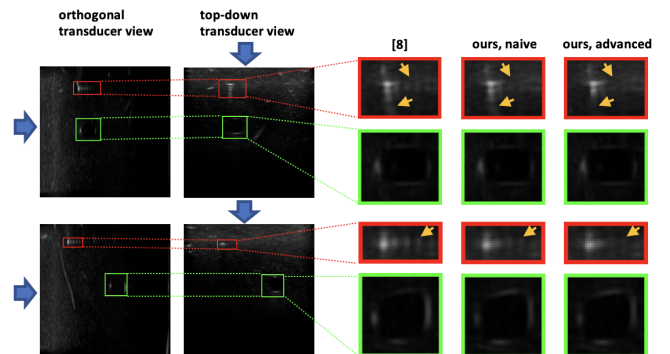 orthogonal
transducer view
top-down
transducer view
[8]
ours, naive
ours, advanced